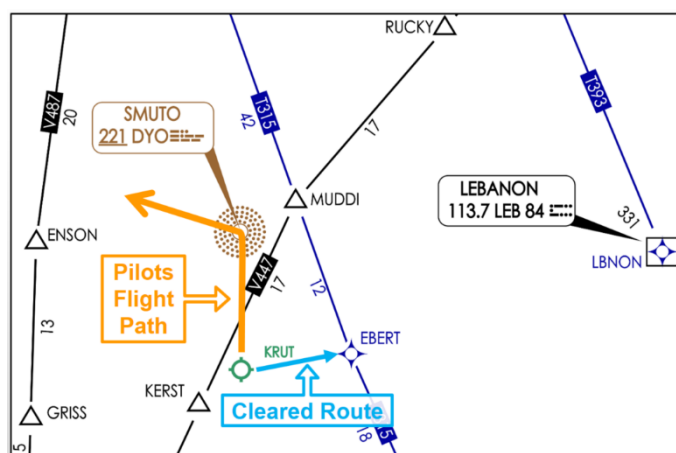 RUCKY
V487
20
SMUTO
221 DYO
T315
42
17
T393
MUDDI
LEBANON
113.7 LEB 84
331
LBNON
ENSON
Pilots
Flight
Path
V447
17
12
13
EBERT
KRUT
KERST
Cleared Route
GRISS
5
5
18